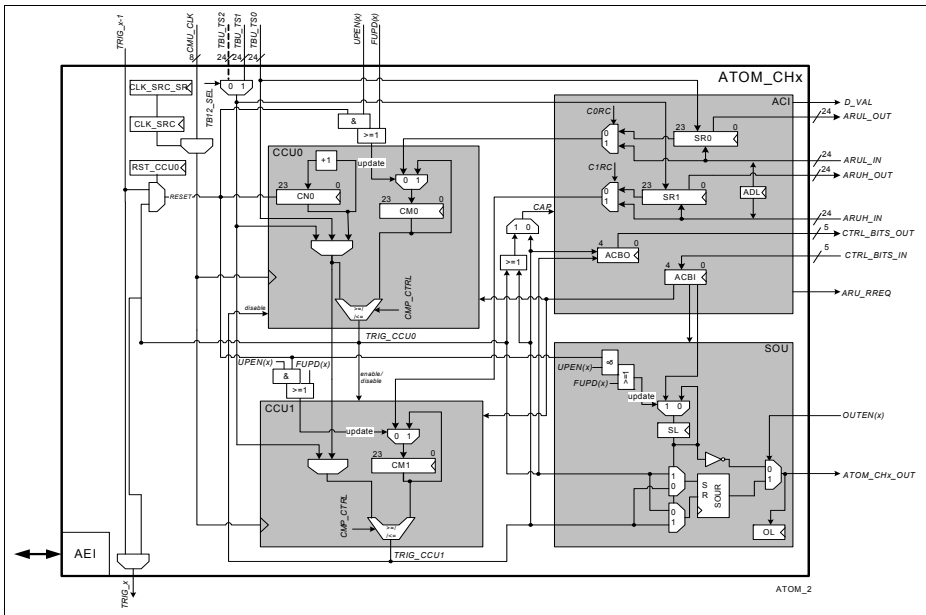 TRIG_x-1
CMU_CLK
TBU_TS2
TBU_TS1
TBU_TS0
UPEN(x)
FUPD(x)
8
24
24
24
ATOM_CHx
CLK_SRC_SR
0 1
TB12_SEL
ACI
D_VAL
CLK_SRC
&
>=1
C0RC
0
1
23
0
SR0
24
ARUL_OUT
RST_CCU0
CCU0
+1
update
0 1
C1RC
24
ARUL_IN
24
ARUH_OUT
RESET
23
0
CN0
23
0
CM0
0
1
23
0
SR1
ADL
CAP
24
ARUH_IN
1 0
4
0
ACBO
5
CTRL_BITS_OUT
>=1
5
CTRL_BITS_IN
4
0
ACBI
>=/
/<=
CMP_CTRL
ARU_RREQ
disable
TRIG_CCU0
SOU
UPEN(x)
FUPD(x)
&
>=1
enable/
disable
UPEN(x)
&
FUPD(x)
>=1
update
CCU1
update
0 1
1 0
SL
OUTEN(x)
23
0
CM1
1
0
S
R
SOUR
0
1
ATOM_CHx_OUT
CMP_CTRL
>=/
/<=
0
1
OL
AEI
TRIG_CCU1
TRIG_x
ATOM_2